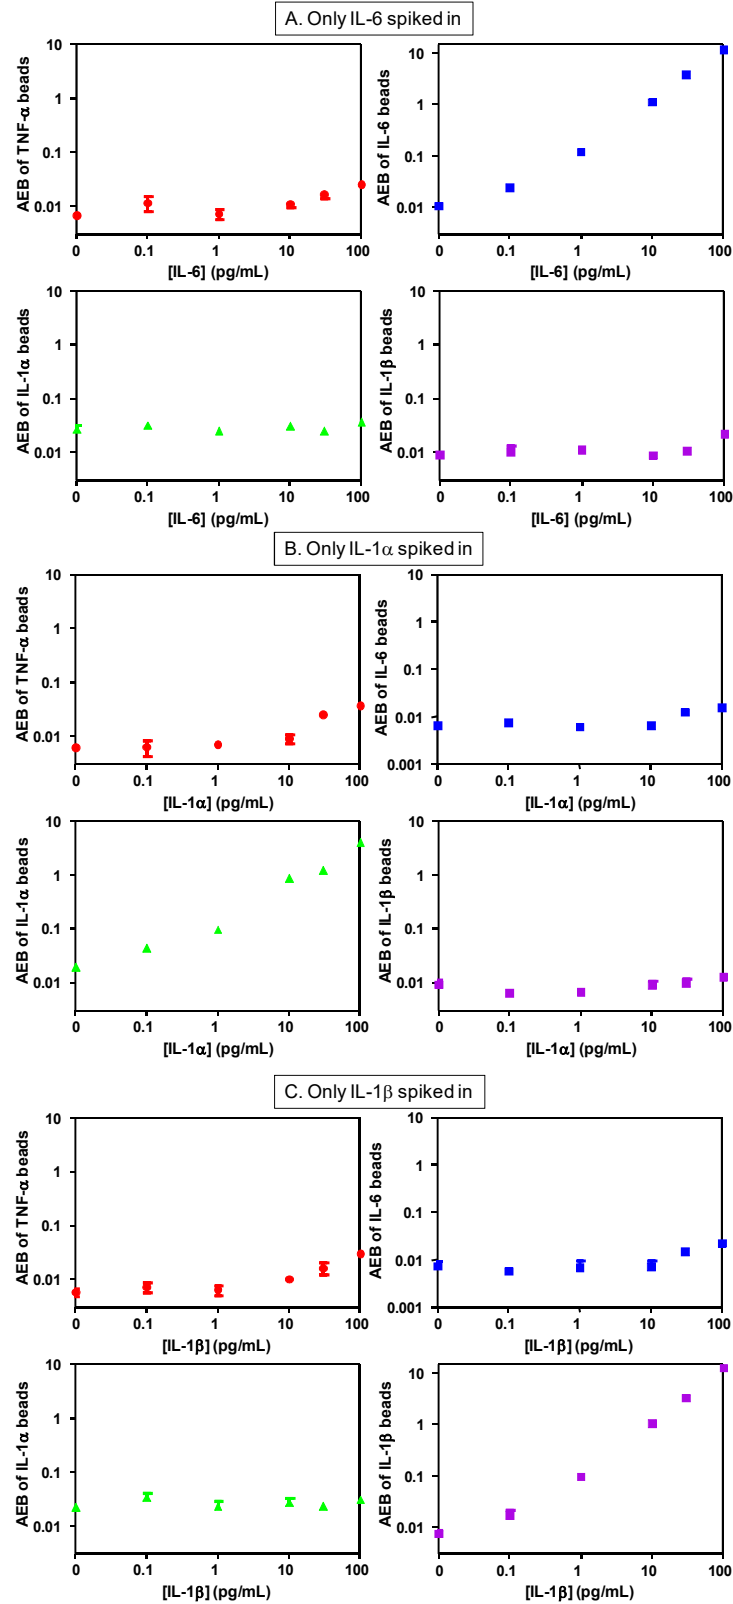 A. Only IL-6 spiked in
AEB of TNF-α beads
10
1
0.1
0.01
0 0.1 1 10 100
[IL-6] (pg/mL)
AEB of IL-6 beads
10
1
0.1
0.01
0 0.1 1 10 100
[IL-6] (pg/mL)
AEB of IL-1α beads
10
1
0.1
0.01
0 0.1 1 10 100
[IL-6] (pg/mL)
AEB of IL-1β beads
10
1
0.1
0.01
0 0.1 1 10 100
[IL-6] (pg/mL)
B. Only IL-1α spiked in
AEB of TNF-α beads
10
1
0.1
0.01
0 0.1 1 10 100
[IL-1α] (pg/mL)
AEB of IL-6 beads
10
1
0.1
0.01
0.001
0 0.1 1 10 100
[IL-1α] (pg/mL)
AEB of IL-1α beads
10
1
0.1
0.01
0 0.1 1 10 100
[IL-1α] (pg/mL)
AEB of IL-1β beads
10
1
0.1
0.01
0 0.1 1 10 100
[IL-1α] (pg/mL)
C. Only IL-1β spiked in
AEB of TNF-α beads
10
1
0.1
0.01
0 0.1 1 10 100
[IL-1β] (pg/mL)
AEB of IL-6 beads
10
1
0.1
0.01
0.001
0 0.1 1 10 100
[IL-1β] (pg/mL)
AEB of IL-1α beads
10
1
0.1
0.01
0 0.1 1 10 100
[IL-1β] (pg/mL)
AEB of IL-1β beads
10
1
0.1
0.01
0 0.1 1 10 100
[IL-1β] (pg/mL)